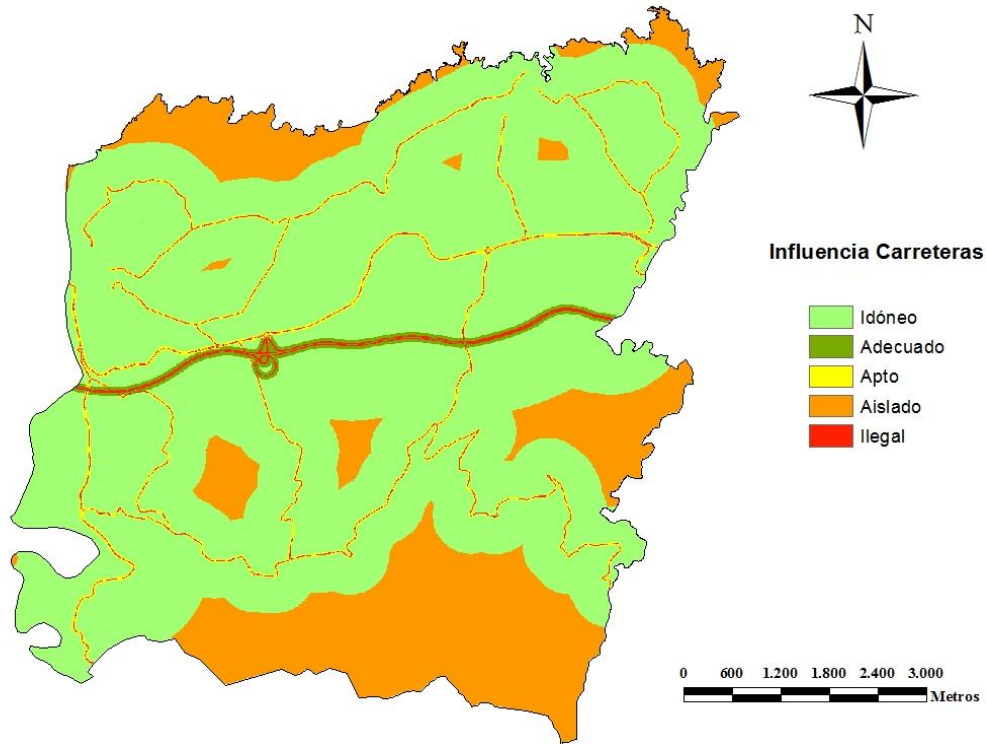 N
Influencia Carreteras
Idóneo
Adecuado
Apto
Aislado
Ilegal
0 600 1.200 1.800 2.400 3.000
Metros